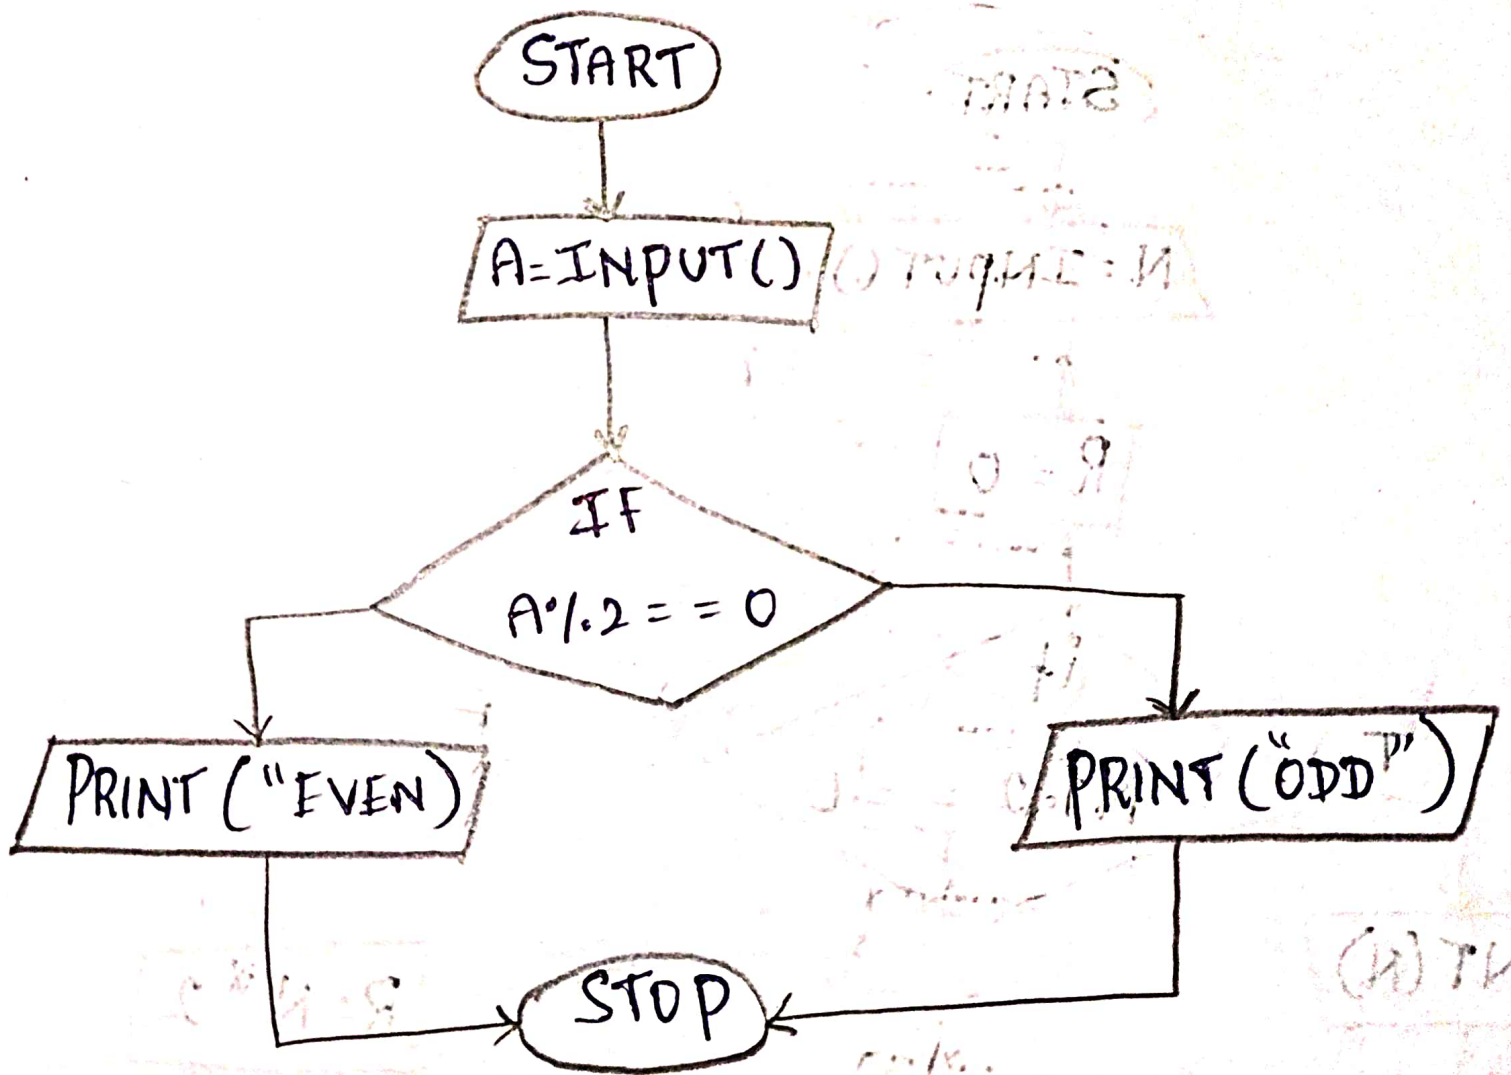 START
A=INPUT()
IF
A%2 = = 0
PRINT ("EVEN)
PRINT ("ODD")
STOP